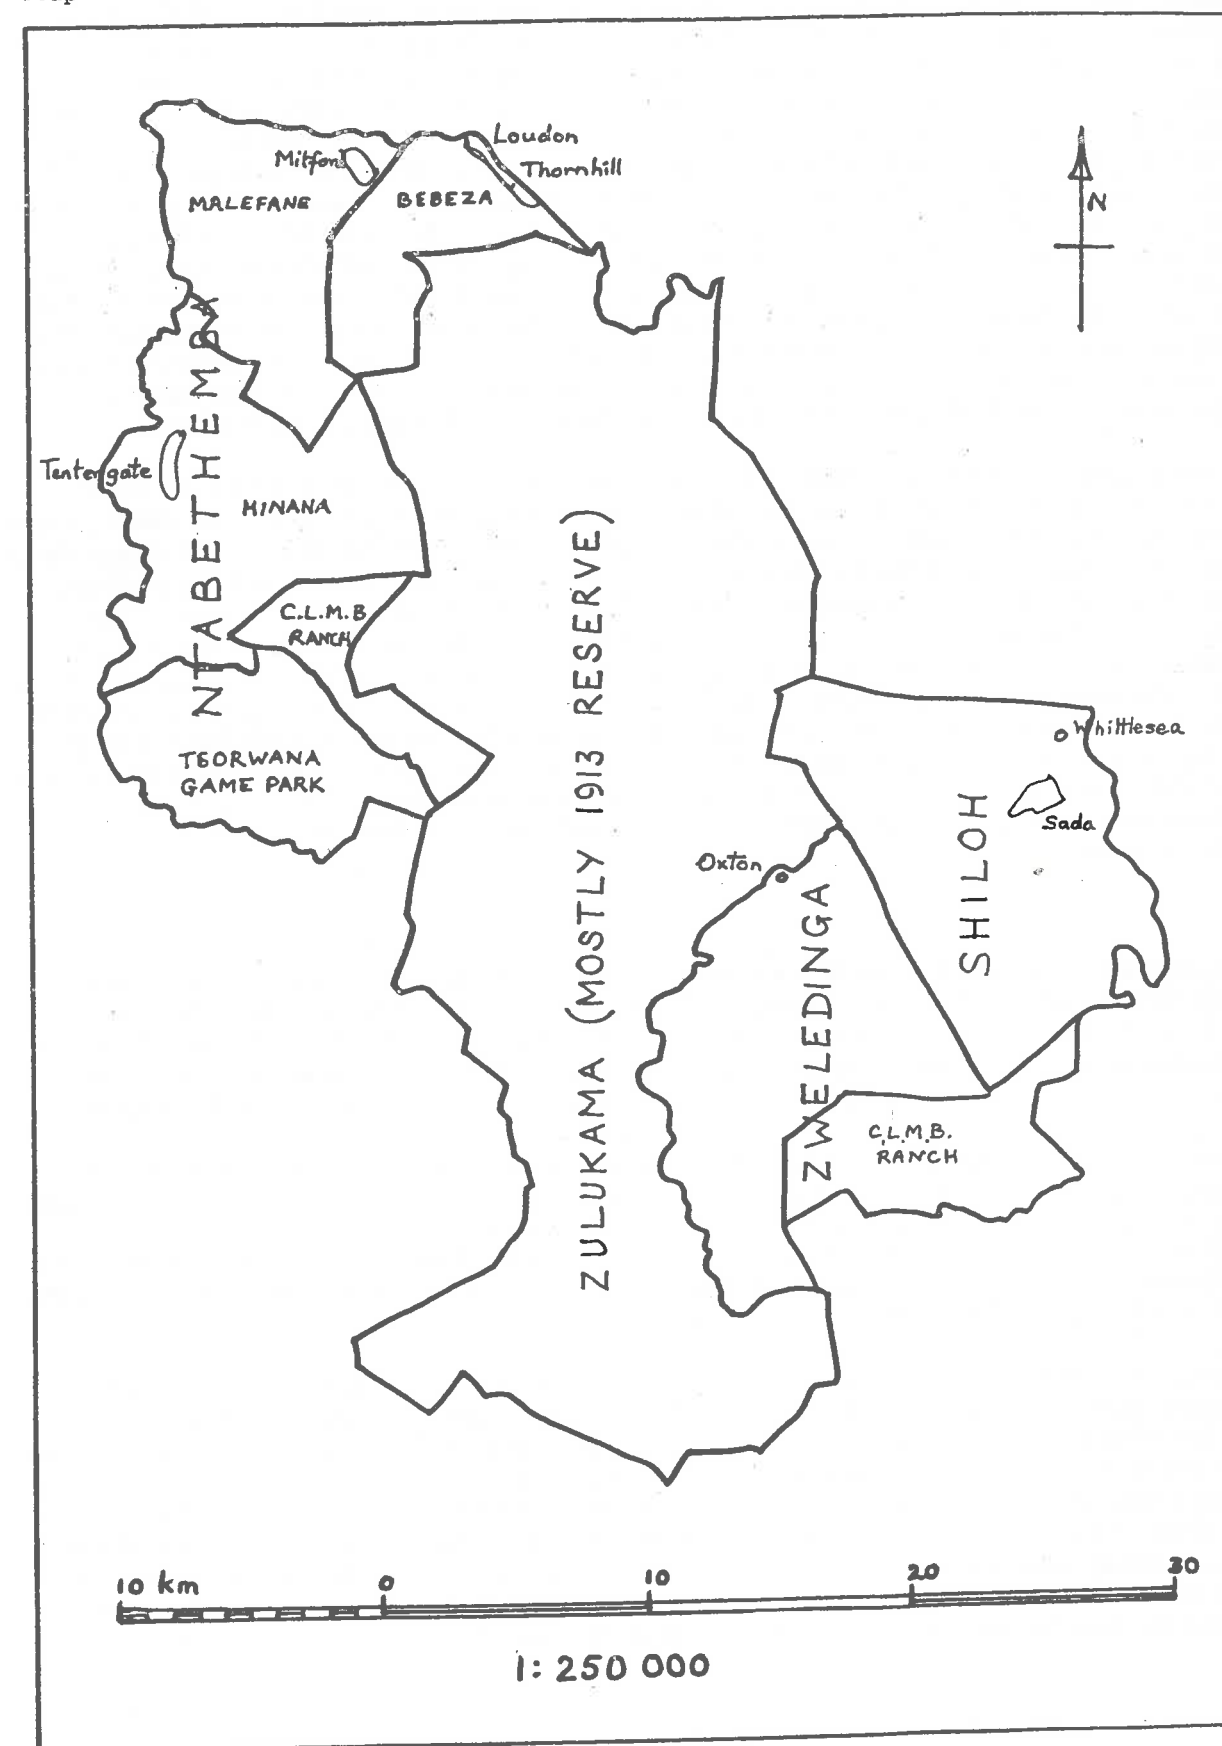 Loudon
Mitford
Thornhill
MALEFANE
BEBEZA
N
NTABETHEMBA
Tentergate
HINANA
C.L.M.B
RANCH
ZULUKAMA (MOSTLY 1913 RESERVE)
Whittlesea
TSORWANA
GAME PARK
SHILOH
Sada
Oxton
ZWELEDINGA
C.L.M.B.
RANCH
10 km 0 10 20 30
1: 250 000